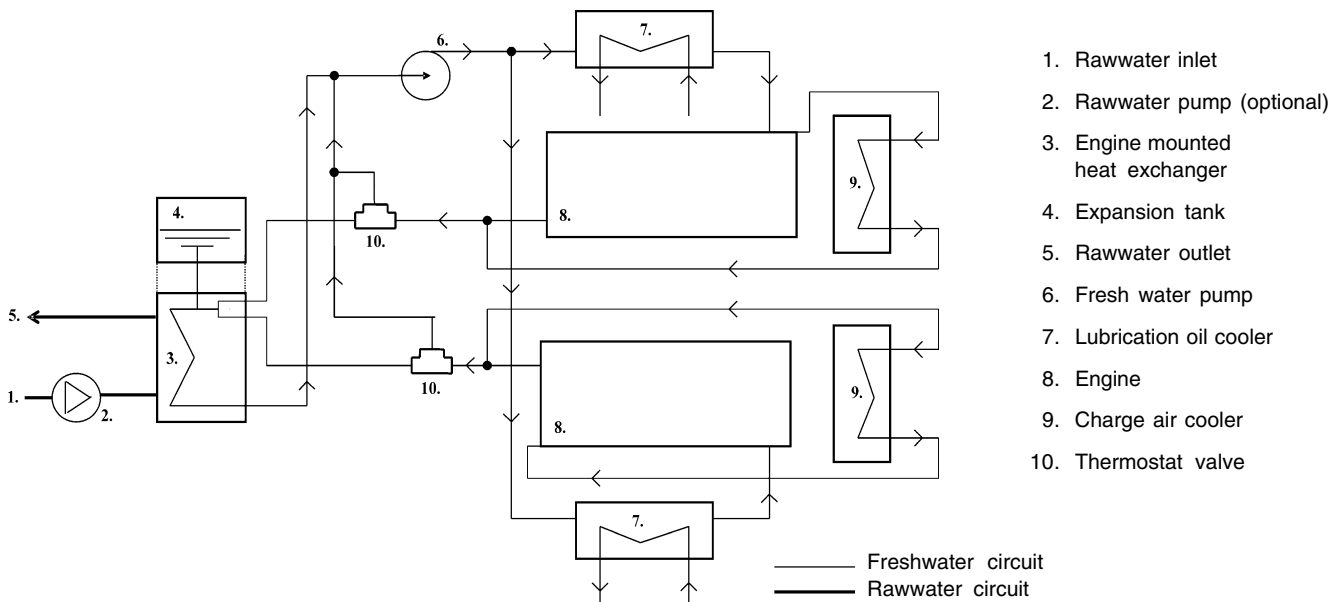 6.
7.
9.
8.
4.
10.
5.
3.
1.
2.
10.
9.
8.
7.
1. Rawwater inlet
2. Rawwater pump (optional)
3. Engine mounted
heat exchanger
4. Expansion tank
5. Rawwater outlet
6. Fresh water pump
7. Lubrication oil cooler
8. Engine
9. Charge air cooler
10. Thermostat valve
Freshwater circuit
Rawwater circuit